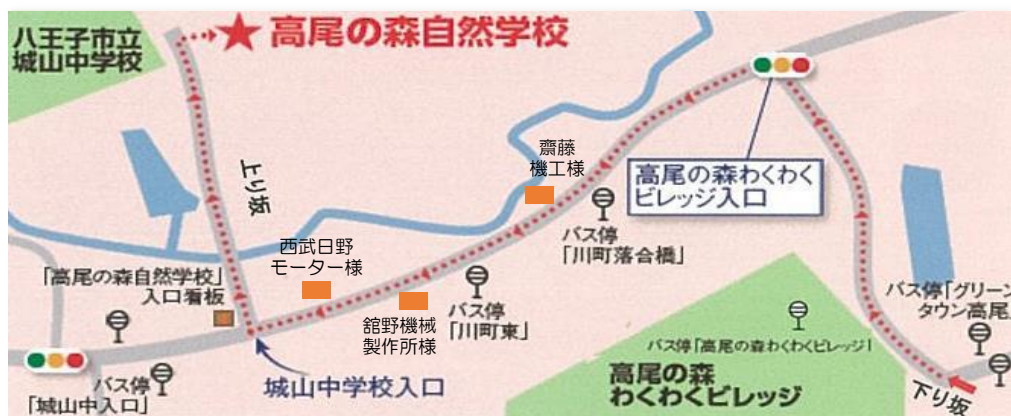 八王子市立
城山中学校
★高尾の森自然学校
上り坂
齋藤
機工様
高尾の森わくわく
ビレッジ入口
バス停
「川町落合橋」
西武日野
モーター様
「高尾の森自然学校」
入口看板
舘野機械
製作所様
バス停
「川町東」
バス停「グリーン
タウン高尾」
バス停「高尾の森わくわくビレッジ」
高尾の森
わくわくビレッジ
城山中学校入口
バス停
「城山中入口」
下り坂